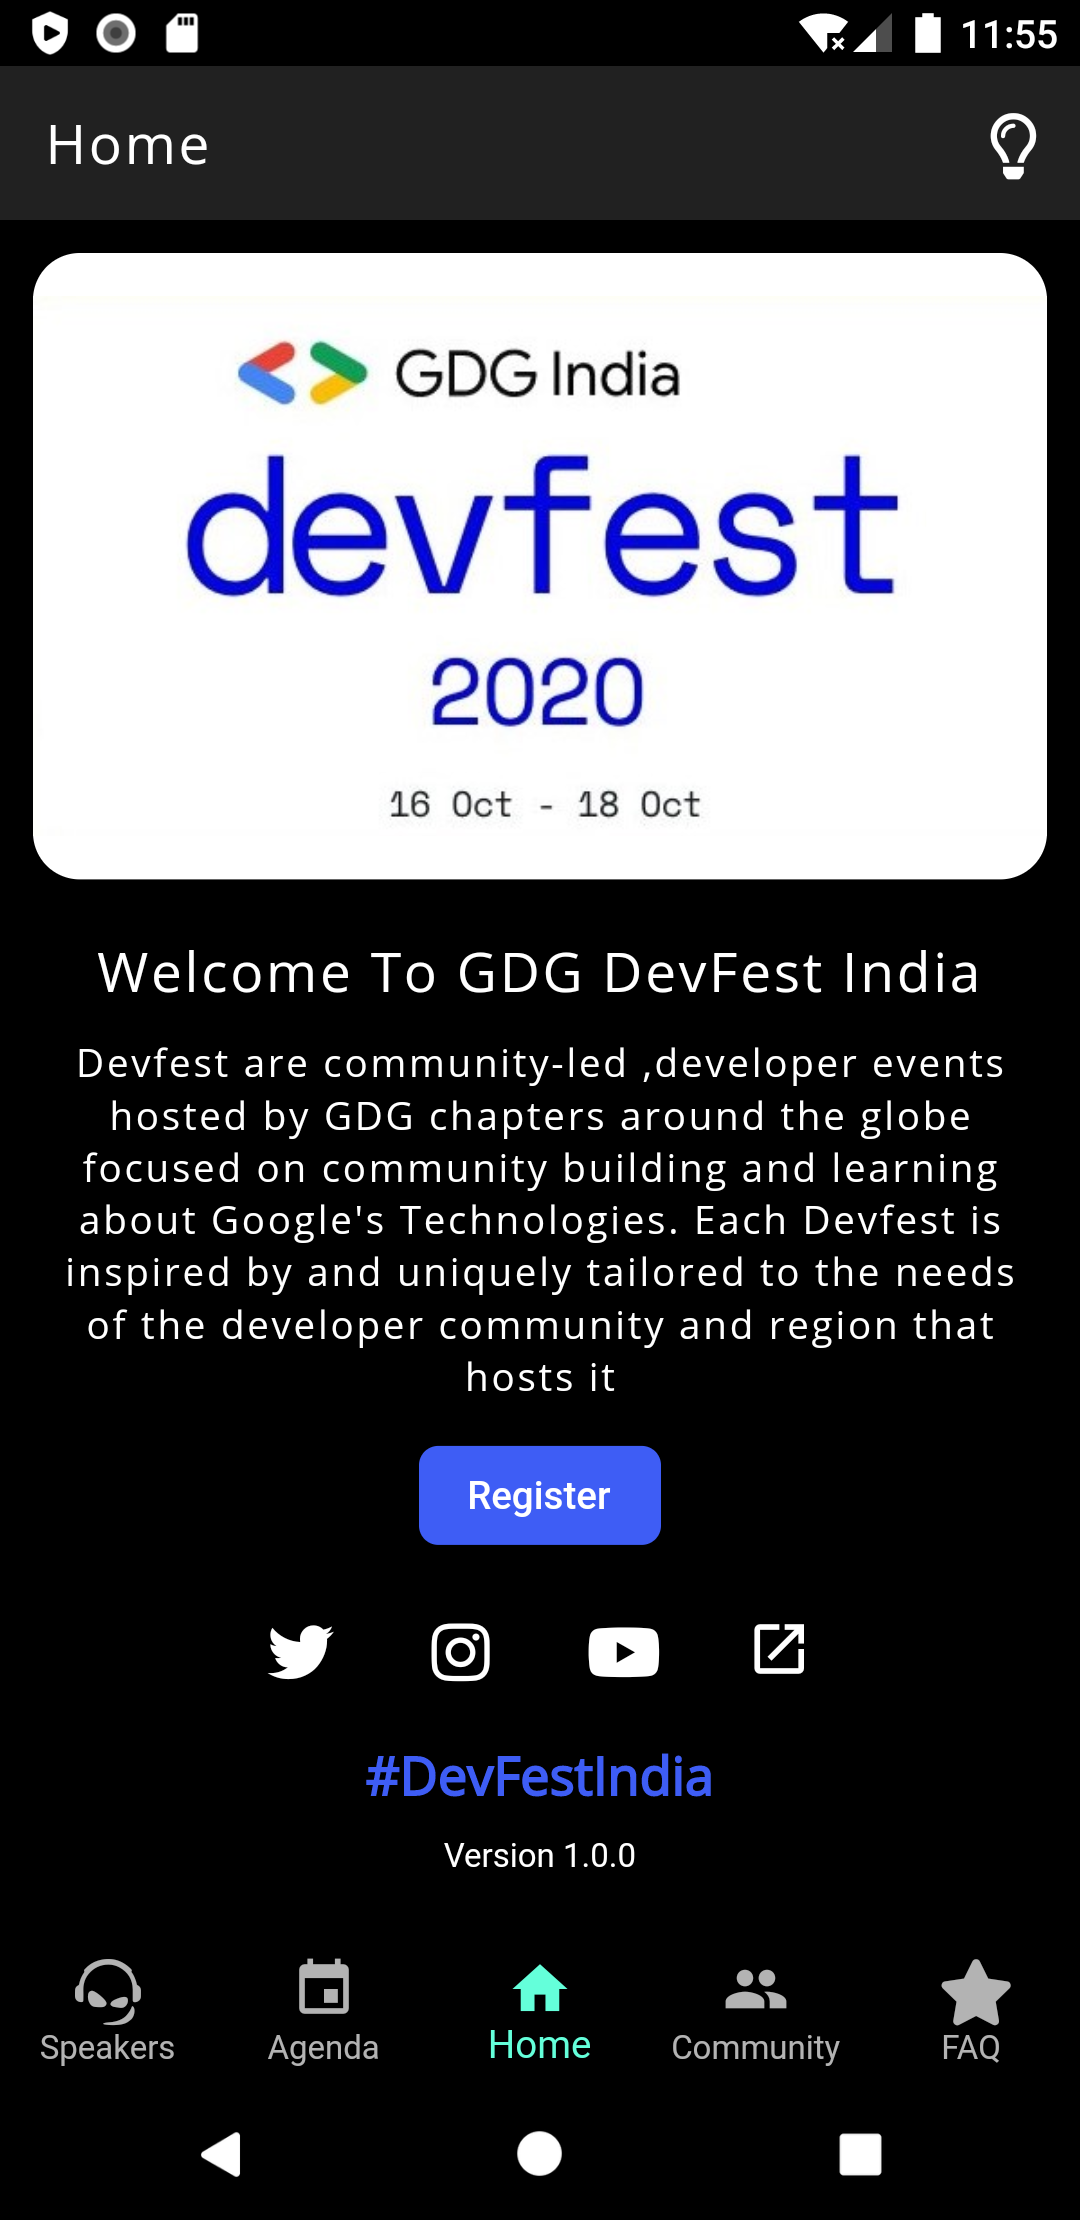 11:55
Home
GDG India
devfest
2020
16 Oct - 18 Oct
Welcome To GDG DevFest India
Devfest are community-led ,developer events
hosted by GDG chapters around the globe
focused on community building and learning
about Google's Technologies. Each Devfest is
inspired by and uniquely tailored to the needs
of the developer community and region that
hosts it
Register
#DevFestIndia
Version 1.0.0
Speakers
Agenda
Home
Community
FAQ